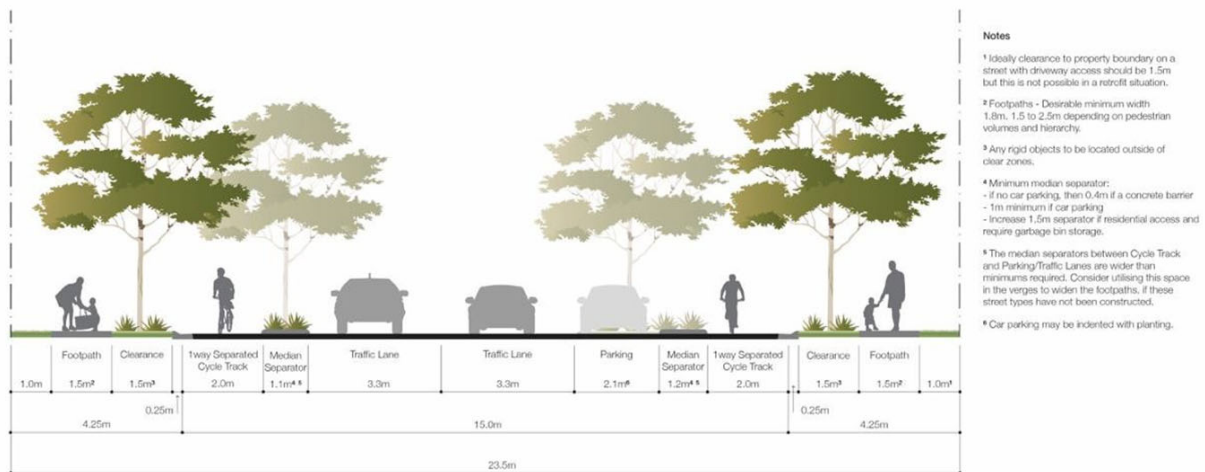 Notes
¹ Ideally clearance to property boundary on a
street with driveway access should be 1.5m
but this is not possible in a retrofit situation.
² Footpaths - Desirable minimum width
1.8m. 1.5 to 2.5m depending on pedestrian
volumes and hierarchy.
³ Any rigid objects to be located outside of
clear zones.
⁴ Minimum median separator:
- if no car parking, then 0.4m if a concrete barrier
- 1m minimum if car parking
- Increase 1.5m separator if residential access and
require garbage bin storage.
⁵ The median separators between Cycle Track
and Parking/Traffic Lanes are wider than
minimums required. Consider utilising this space
in the verges to widen the footpaths, if these
street types have not been constructed.
⁶ Car parking may be indented with planting.
Footpath Clearance 1way Separated Median Traffic Lane Traffic Lane Parking Median 1way Separated Clearance Footpath
Cycle Track Separator Separator Cycle Track
1.0m 1.5m² 1.5m³ 2.0m 1.1m⁴ ⁵ 3.3m 3.3m 2.1m⁶ 1.2m⁴ ⁵ 2.0m 1.5m³ 1.5m² 1.0m¹
0.25m 0.25m
4.25m 15.0m 4.25m
23.5m